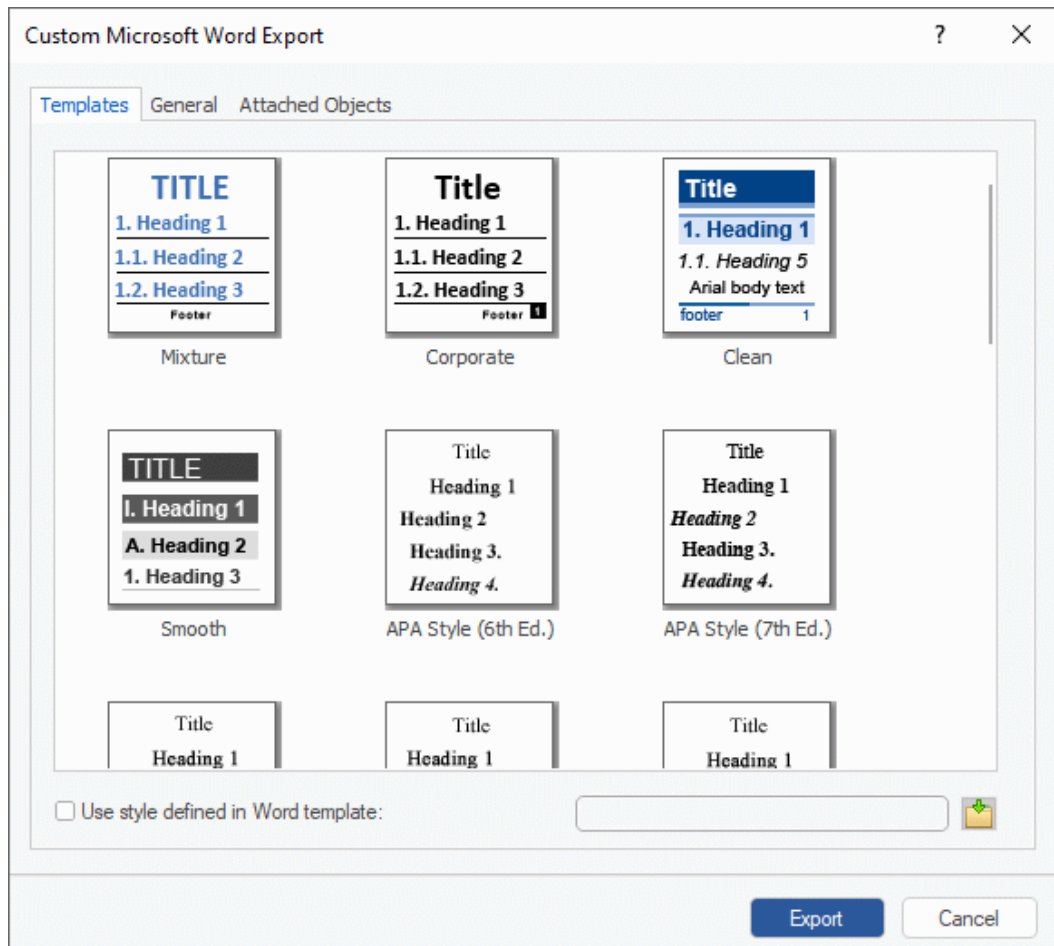 Custom Microsoft Word Export
?
Templates General Attached Objects
TITLE
1. Heading 1
1.1. Heading 2
1.2. Heading 3
Footer
Mixture
Title
1. Heading 1
1.1. Heading 2
1.2. Heading 3
Footer 1
Corporate
Title
1. Heading 1
1.1. Heading 5
Arial body text
footer 1
Clean
TITLE
I. Heading 1
A. Heading 2
1. Heading 3
Smooth
Title
Heading 1
Heading 2
Heading 3.
Heading 4.
APA Style (6th Ed.)
Title
Heading 1
Heading 2
Heading 3.
Heading 4.
APA Style (7th Ed.)
Title
Heading 1
Title
Heading 1
Title
Heading 1
Use style defined in Word template:
Export
Cancel